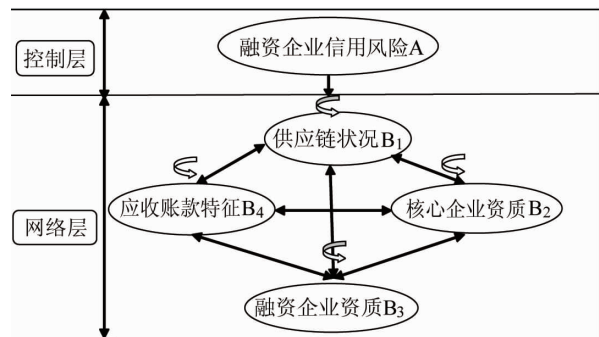 控制层
融资企业信用风险A
供应链状况B₁
应收账款特征B₄
核心企业资质B₂
网络层
融资企业资质B₃